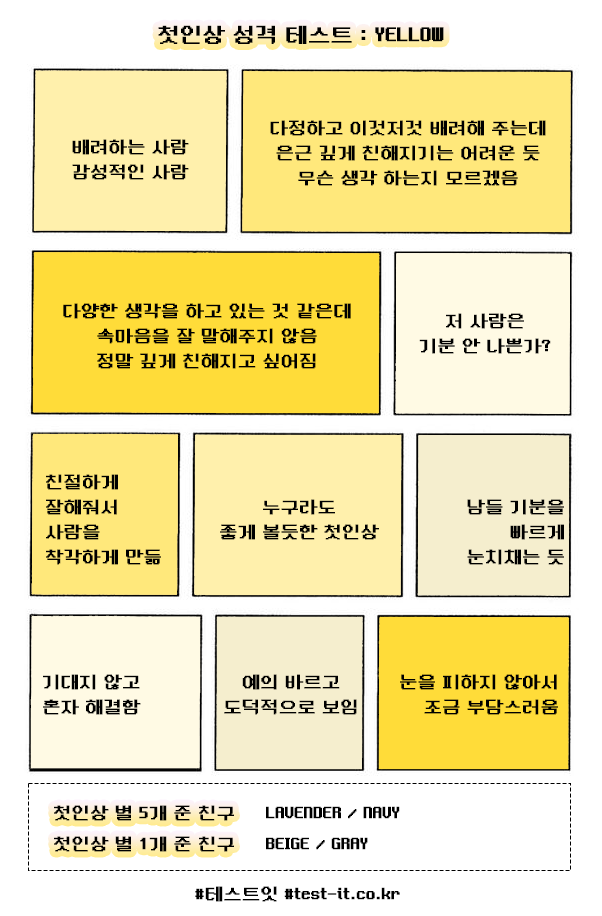 첫인상 성격 테스트 : YELLOW
배려하는 사람
감성적인 사람
다정하고 이것저것 배려해 주는데
은근 깊게 친해지기는 어려운 듯
무슨 생각 하는지 모르겠음
다양한 생각을 하고 있는 것 같은데
속마음을 잘 말해주지 않음
정말 깊게 친해지고 싶어짐
저 사람은
기분 안 나쁜가?
친절하게
잘해줘서
사람을
착각하게 만듦
누구라도
좋게 볼듯한 첫인상
남들 기분을
빠르게
눈치채는 듯
기대지 않고
혼자 해결함
예의 바르고
도덕적으로 보임
눈을 피하지 않아서
조금 부담스러움
첫인상 별 5개 준 친구 LAVENDER / NAVY
첫인상 별 1개 준 친구 BEIGE / GRAY
#테스트잇 #test-it.co.kr